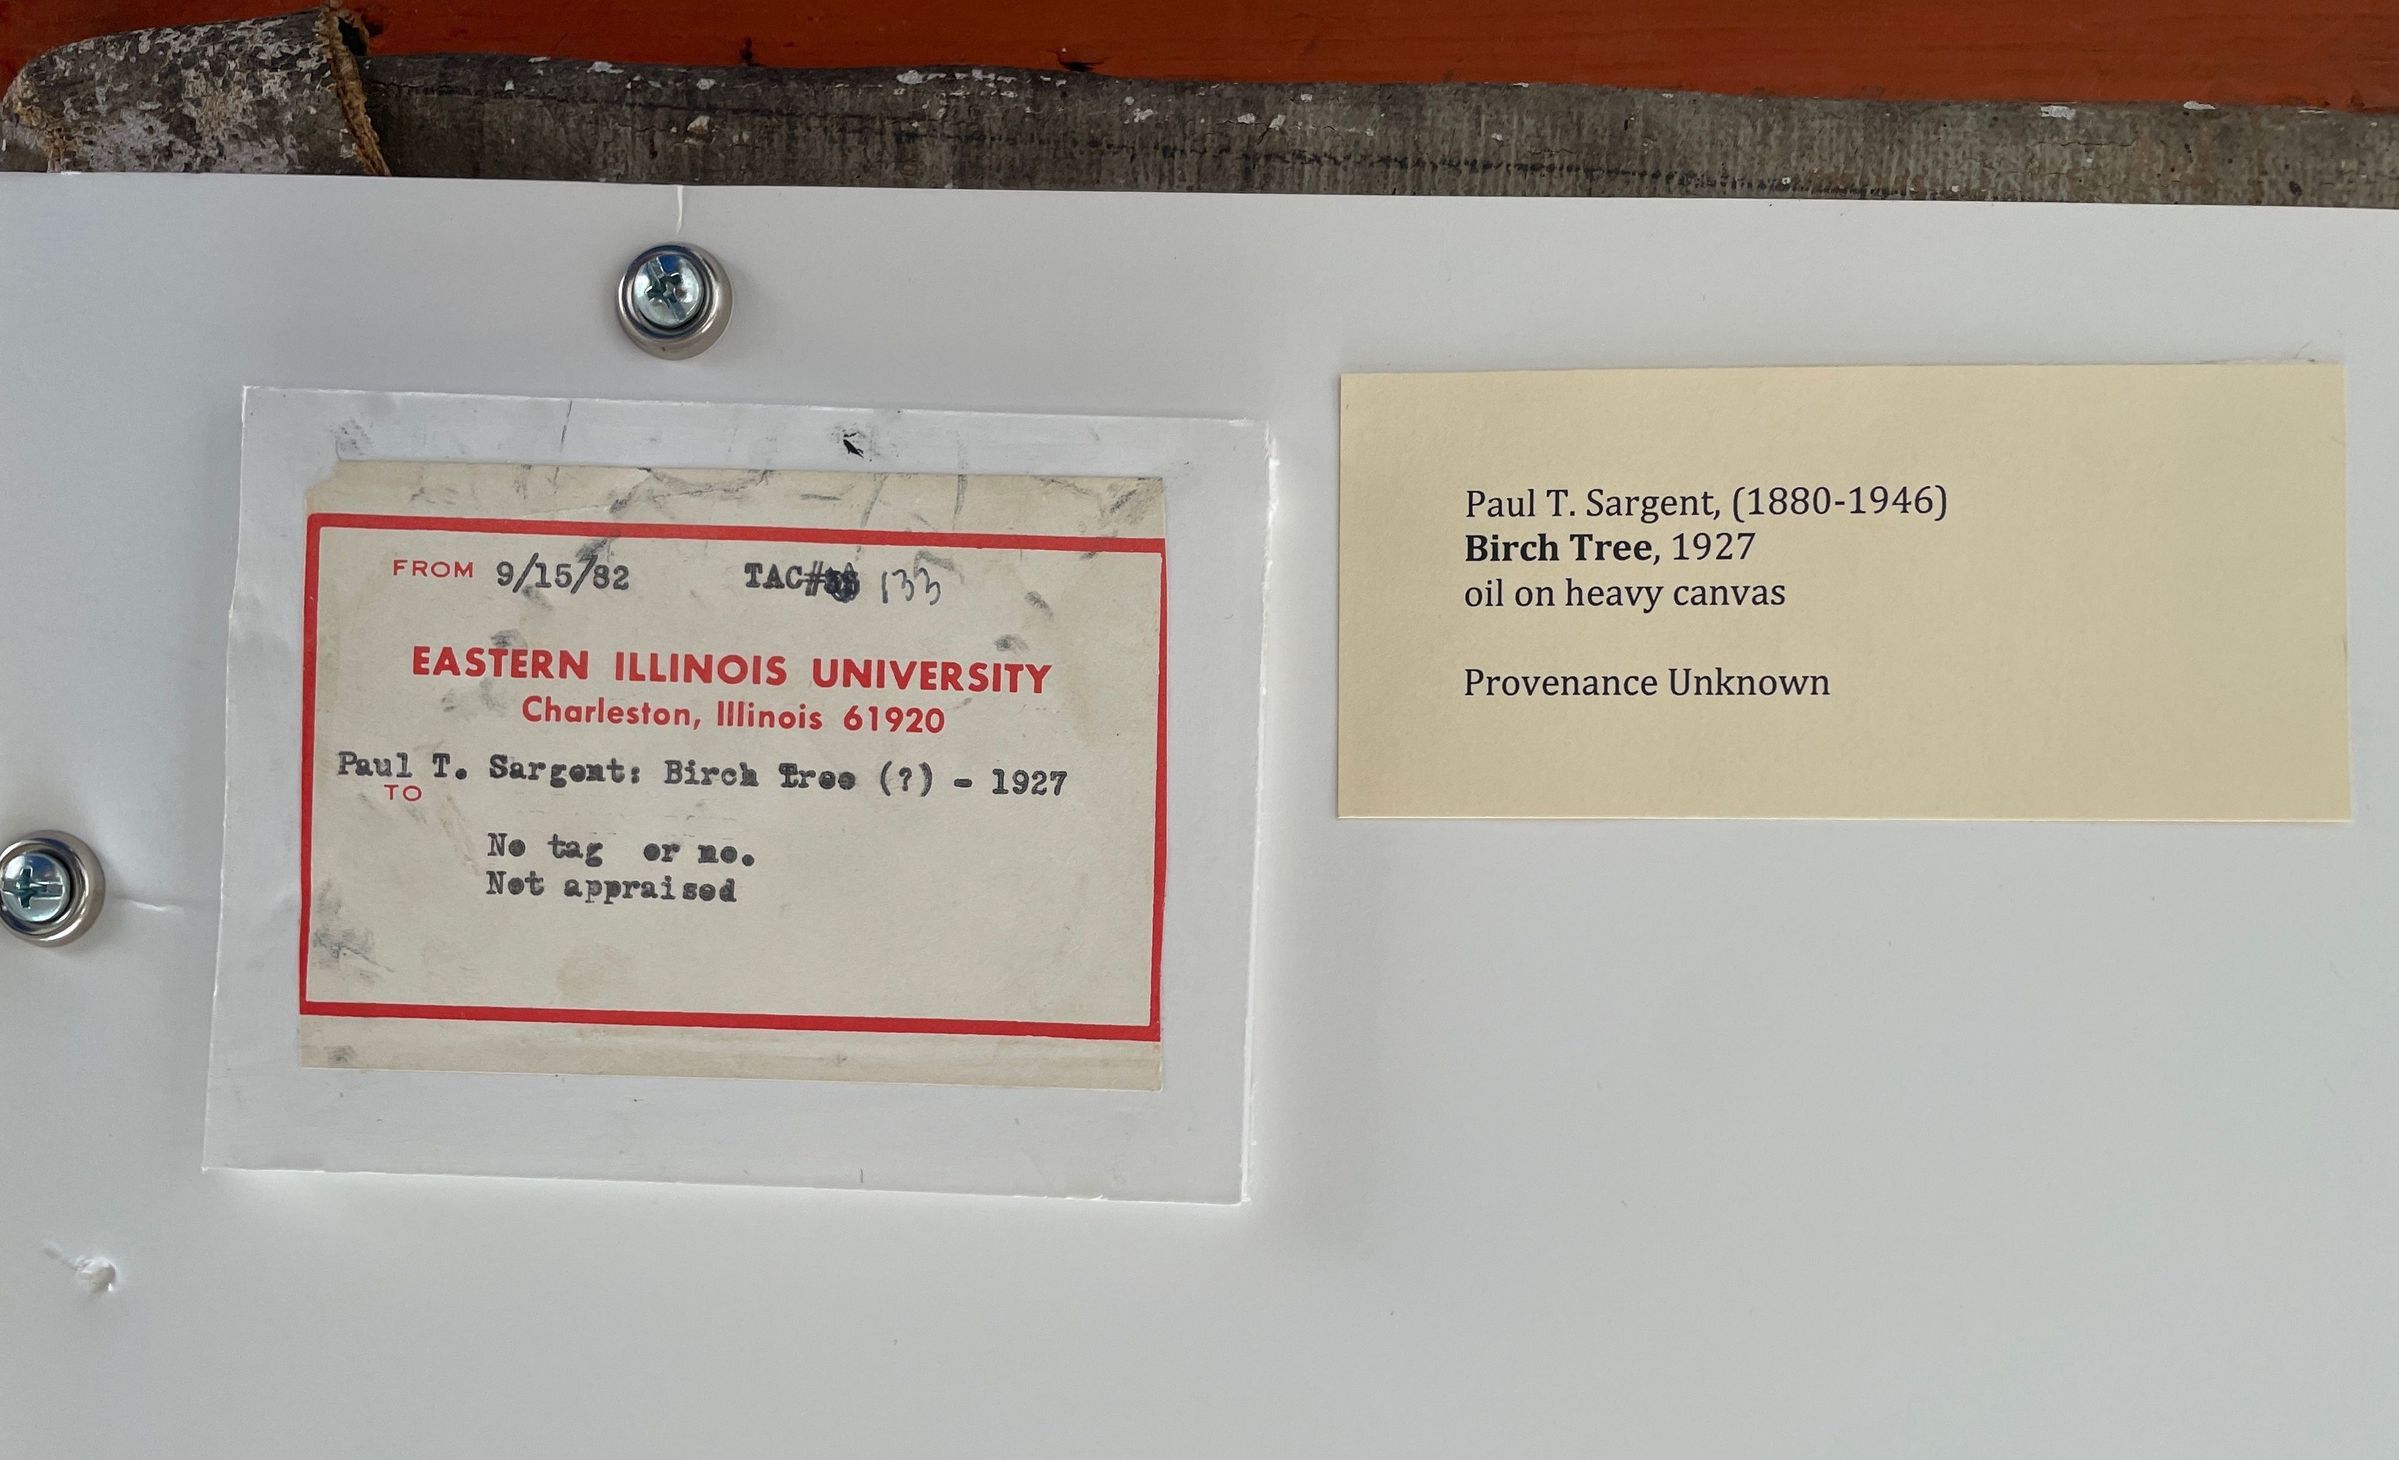 FROM 9/15/82 TAC# 133
EASTERN ILLINOIS UNIVERSITY
Charleston, Illinois 61920
Paul T. Sargent: Birch Tree (?) - 1927
TO
No tag or no.
Not appraised
Paul T. Sargent, (1880-1946)
Birch Tree, 1927
oil on heavy canvas
Provenance Unknown